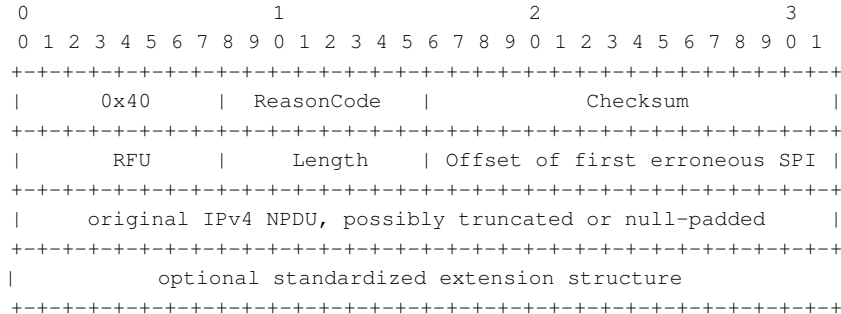 0                   1                   2                   3
0 1 2 3 4 5 6 7 8 9 0 1 2 3 4 5 6 7 8 9 0 1 2 3 4 5 6 7 8 9 0 1
+-+-+-+-+-+-+-+-+-+-+-+-+-+-+-+-+-+-+-+-+-+-+-+-+-+-+-+-+-+-+-+-+
|      0x40     |  ReasonCode   |            Checksum           |
+-+-+-+-+-+-+-+-+-+-+-+-+-+-+-+-+-+-+-+-+-+-+-+-+-+-+-+-+-+-+-+-+
|       RFU     |     Length    | Offset of first erroneous SPI |
+-+-+-+-+-+-+-+-+-+-+-+-+-+-+-+-+-+-+-+-+-+-+-+-+-+-+-+-+-+-+-+-+
|     original IPv4 NPDU, possibly truncated or null-padded     |
+-+-+-+-+-+-+-+-+-+-+-+-+-+-+-+-+-+-+-+-+-+-+-+-+-+-+-+-+-+-+-+-+
|           optional standardized extension structure
+-+-+-+-+-+-+-+-+-+-+-+-+-+-+-+-+-+-+-+-+-+-+-+-+-+-+-+-+-+-+-+-+